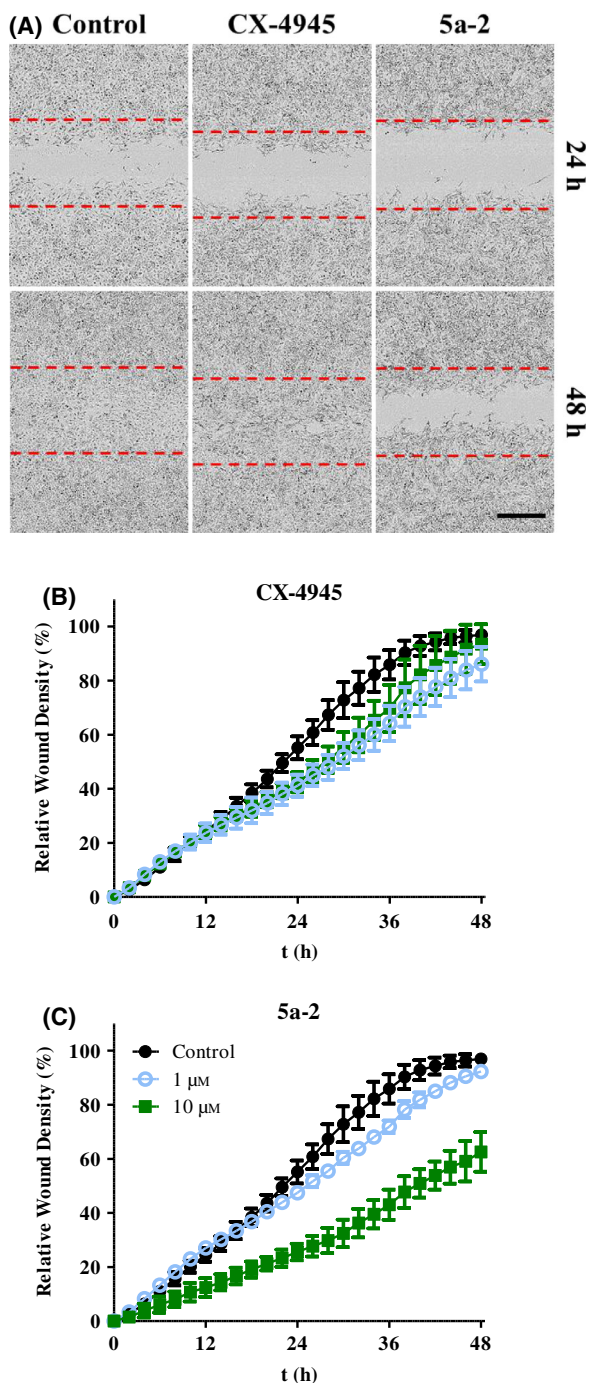 (A) Control CX-4945 5a-2
24 h
48 h
(B) CX-4945
Relative Wound Density (%)
100
80
60
40
20
0
0 12 24 36 48
t (h)
(C) 5a-2
Relative Wound Density (%)
100
80
60
40
20
0
Control
1 μM
10 μM
0 12 24 36 48
t (h)